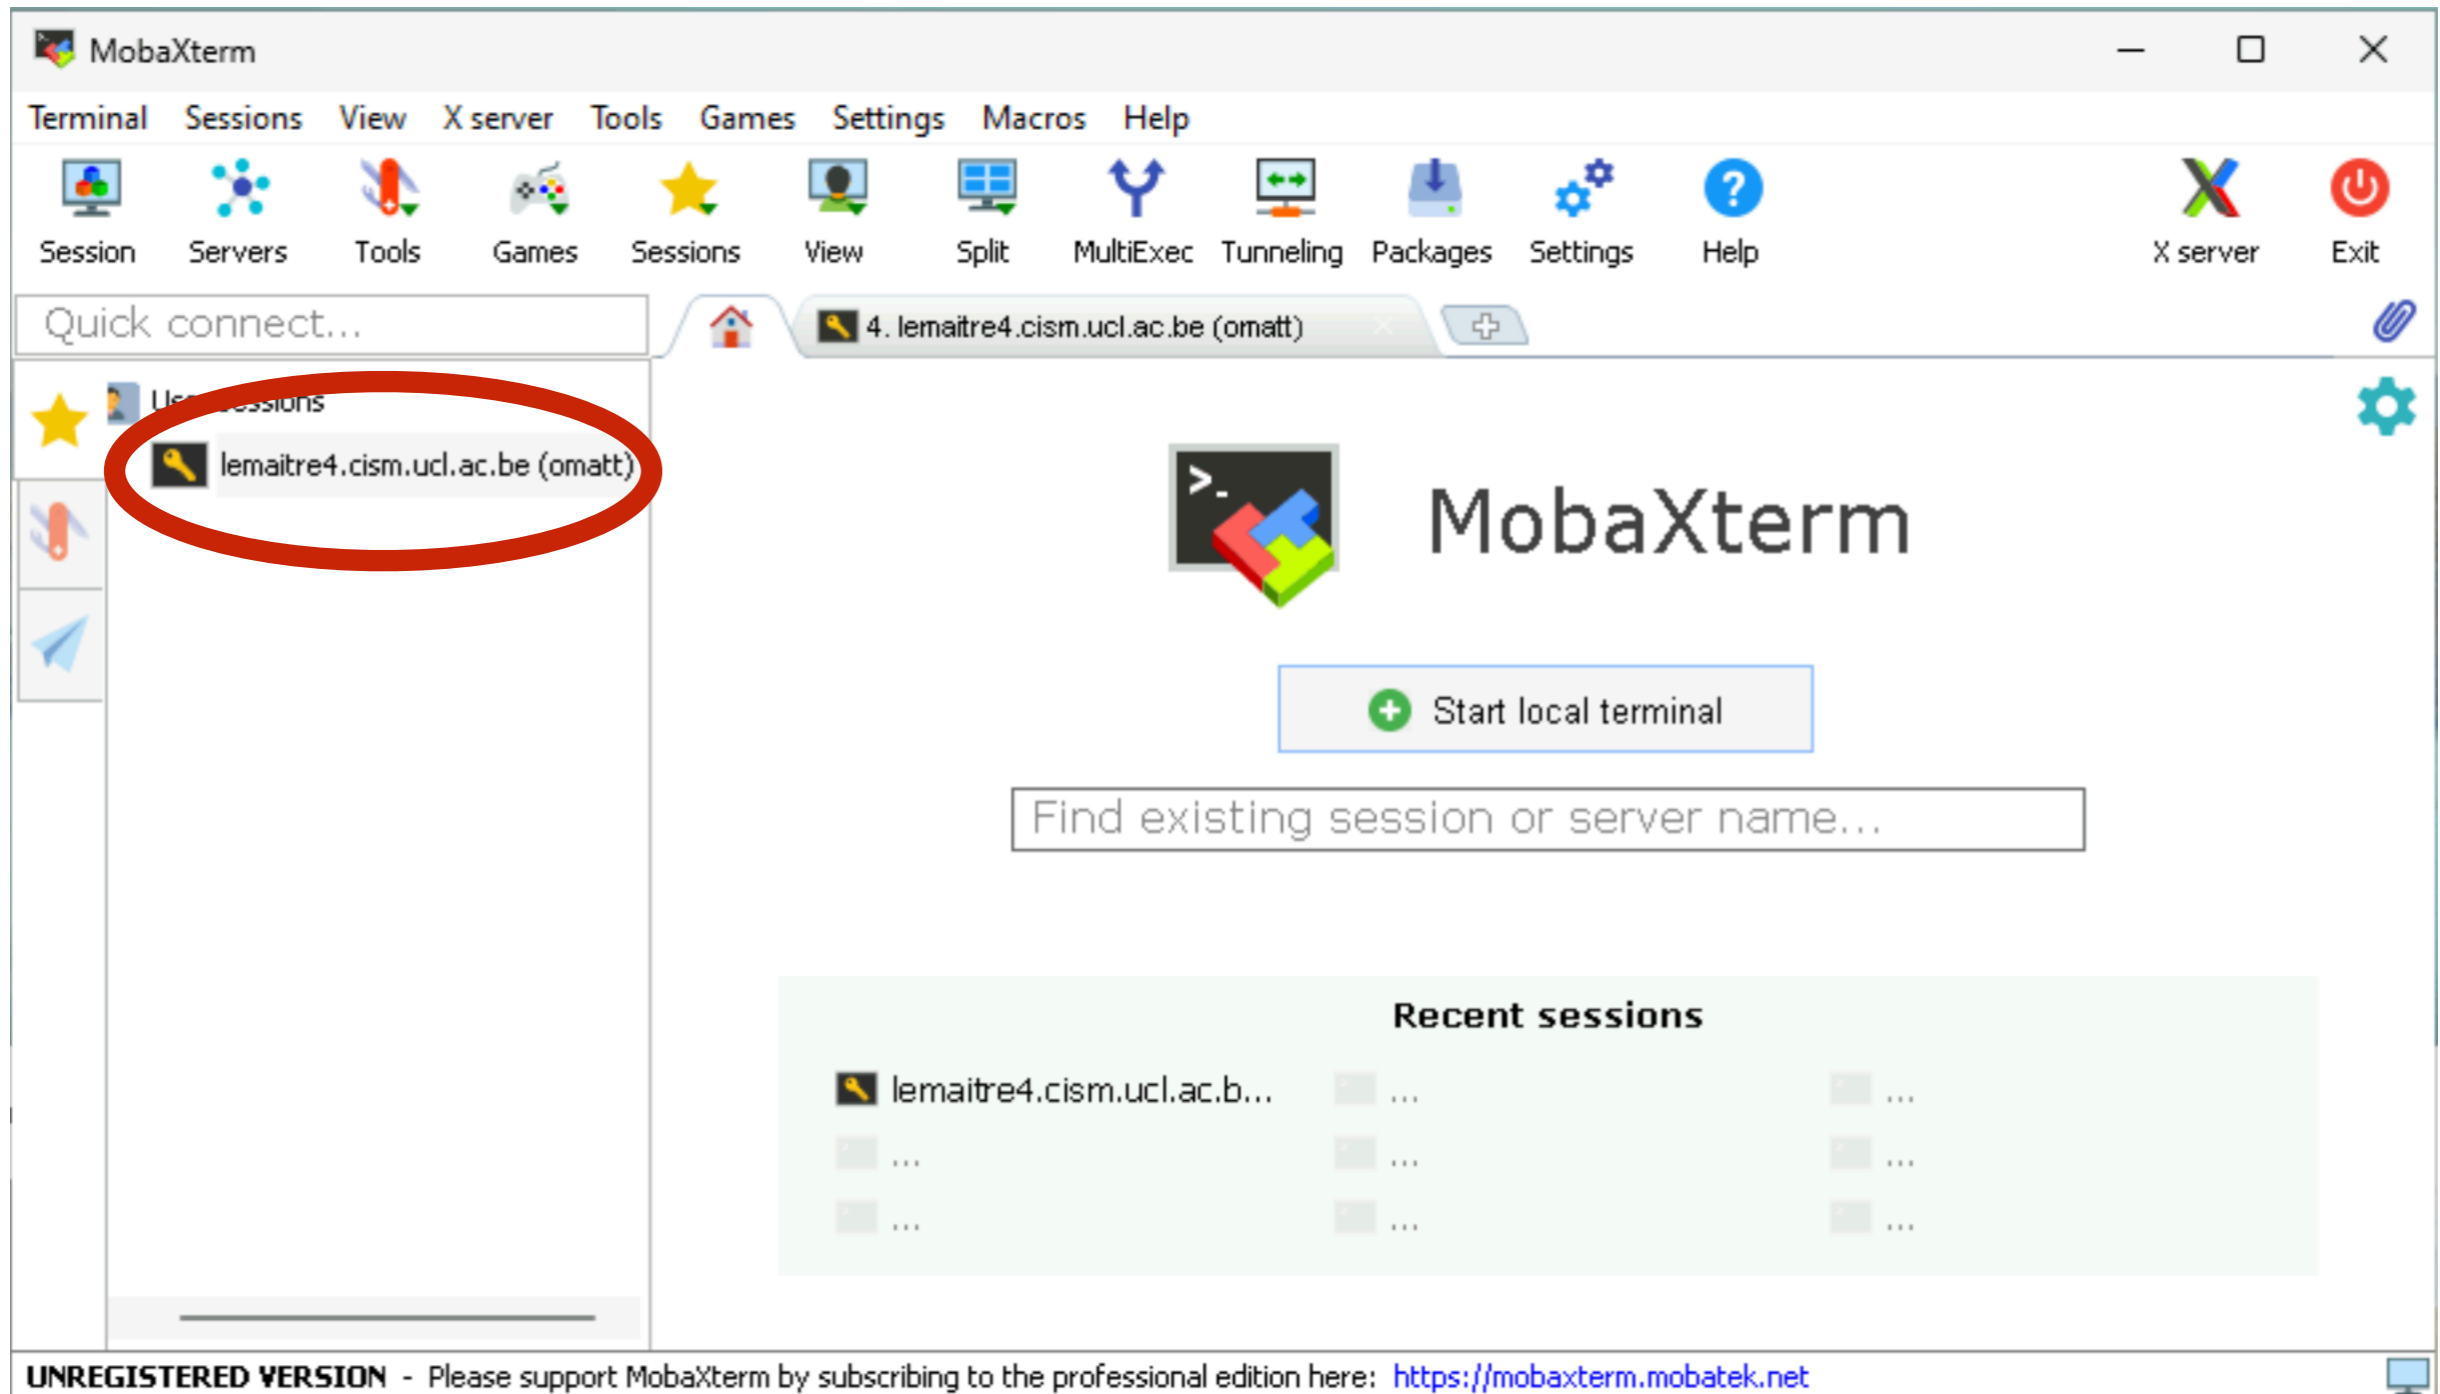 MobaXterm
Terminal Sessions View X server Tools Games Settings Macros Help
Session Servers Tools Games Sessions View Split MultiExec Tunneling Packages Settings Help X server Exit
Quick connect...
4. lemaitre4.cism.ucl.ac.be (omatt)
sessions
lemaitre4.cism.ucl.ac.be (omatt)
>_
MobaXterm
Start local terminal
Find existing session or server name...
Recent sessions
lemaitre4.cism.ucl.ac.b... ... ...
... ... ...
... ... ...
UNREGISTERED VERSION - Please support MobaXterm by subscribing to the professional edition here: https://mobaxterm.mobatek.net